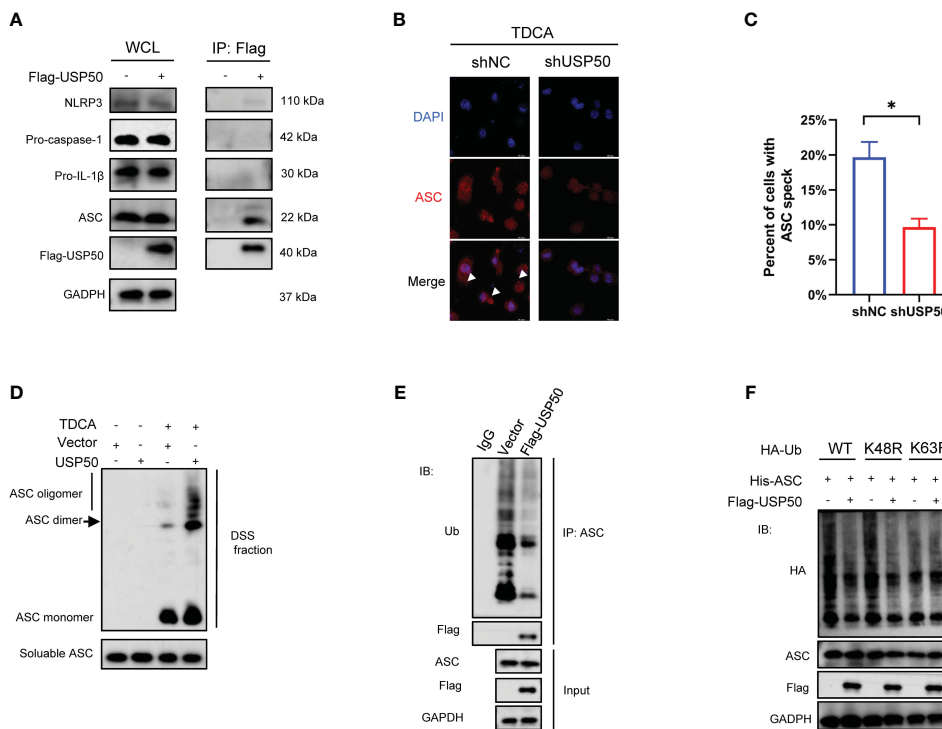 A
WCL
IP: Flag
Flag-USP50 - + - +
NLRP3 110 kDa
Pro-caspase-1 42 kDa
Pro-IL-1β 30 kDa
ASC 22 kDa
Flag-USP50 40 kDa
GADPH 37 kDa
B
TDCA
shNC shUSP50
DAPI
ASC
Merge
C
*
Percent of cells with
ASC speck
25%
20%
15%
10%
5%
0%
shNC shUSP50
D
TDCA - - + +
Vector + - + -
USP50 - + - +
ASC oligomer
ASC dimer
ASC monomer
DSS
fraction
Soluable ASC
E
IgG
Vector
Flag-USP50
IB:
Ub
IP: ASC
Flag
ASC
Flag
GAPDH
Input
F
HA-Ub WT K48R K63R
His-ASC + + + + + +
Flag-USP50 - + - + - +
IB:
HA
ASC
Flag
GADPH